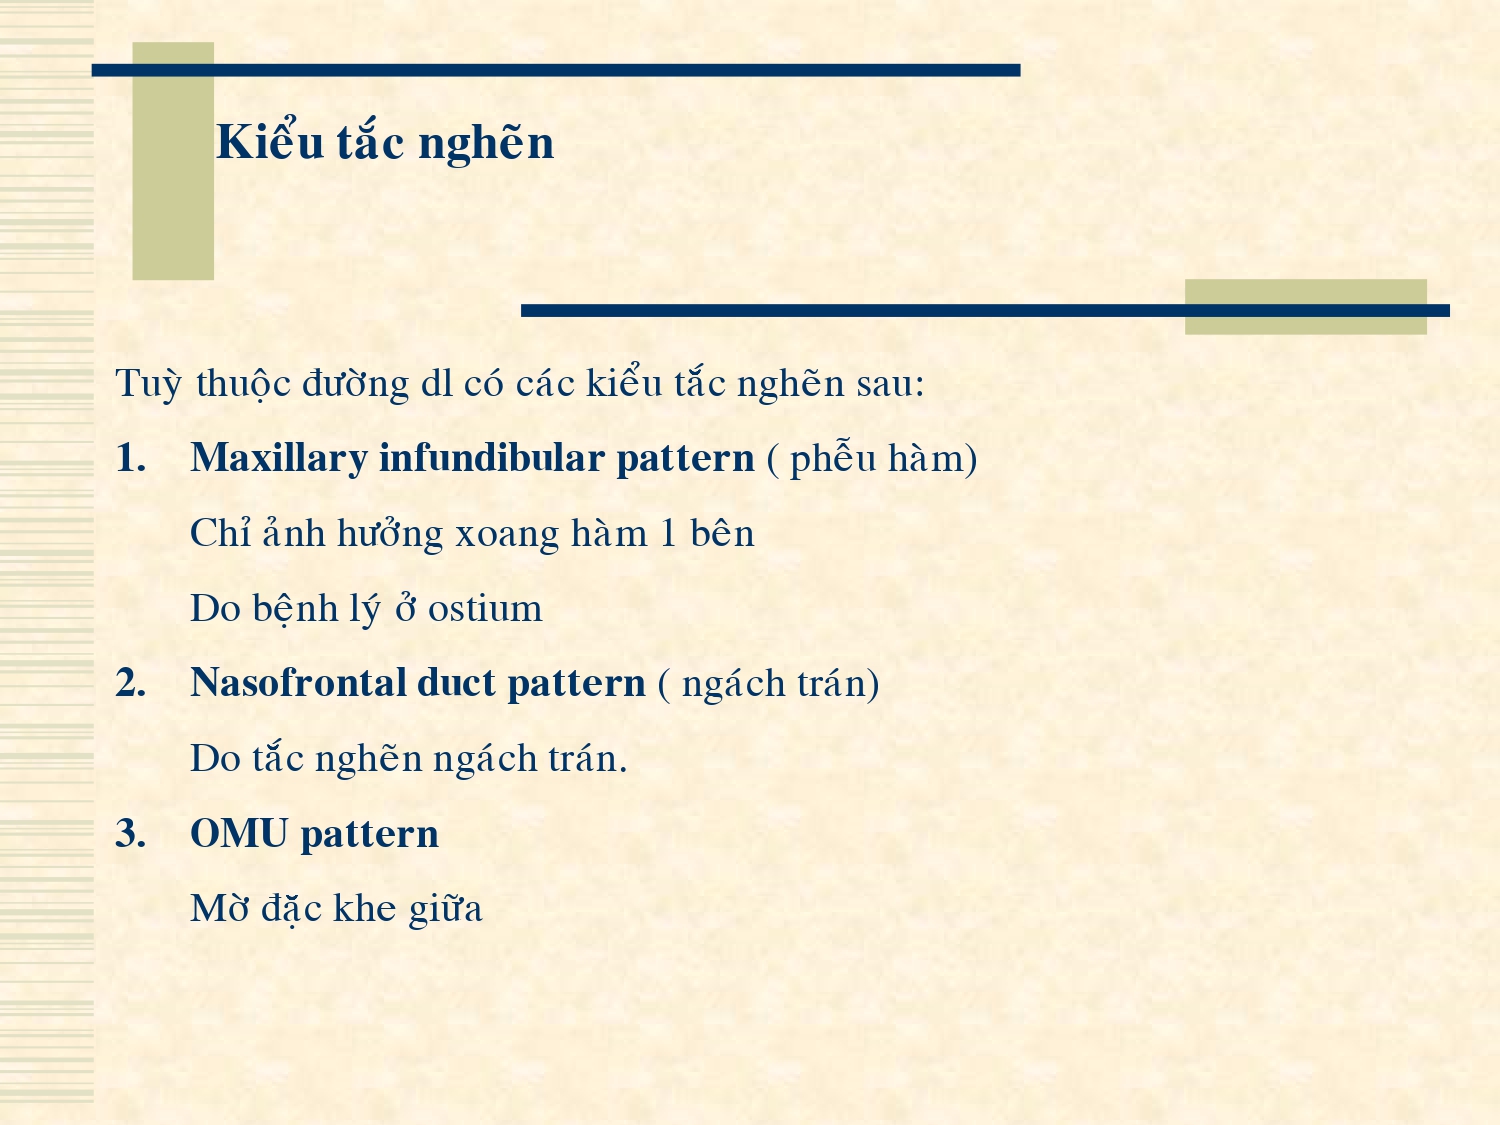 Kiểu tắc nghẽn
Tuỳ thuộc đường dl có các kiểu tắc nghẽn sau:
1. Maxillary infundibular pattern ( phễu hàm)
Chỉ ảnh hưởng xoang hàm 1 bên
Do bệnh lý ở ostium
2. Nasofrontal duct pattern ( ngách trán)
Do tắc nghẽn ngách trán.
3. OMU pattern
Mờ đặc khe giữa